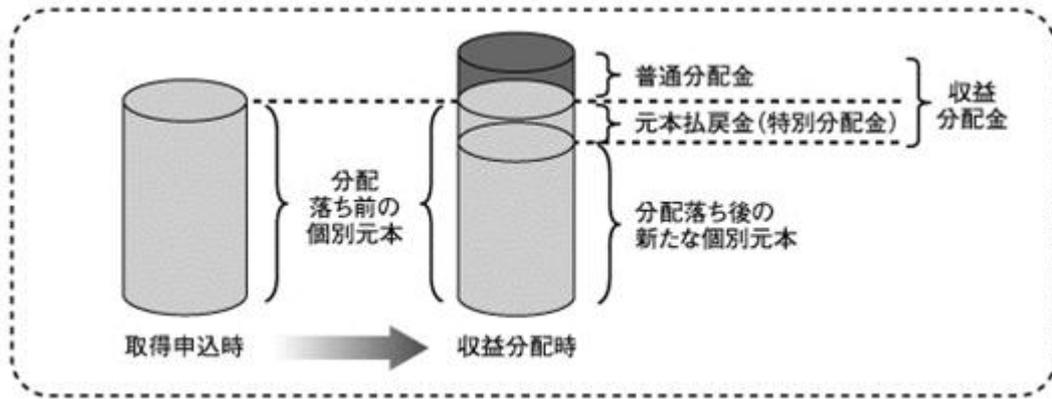 普通分配金
元本払戻金(特別分配金)
収益
分配金
分配
落ち前の
個別元本
分配落ち後の
新たな個別元本
取得申込時
収益分配時